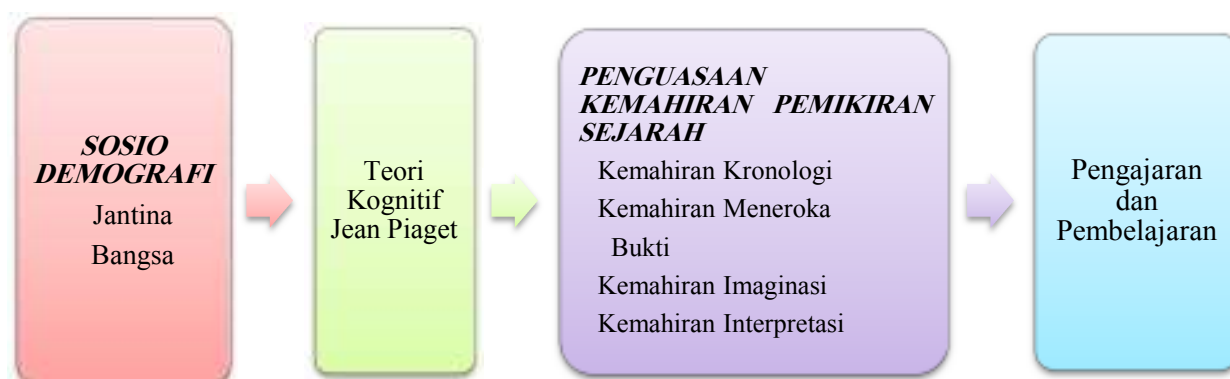 SOSIO
DEMOGRAFI
Jantina
Bangsa
Teori
Kognitif
Jean Piaget
PENGUASAAN
KEMAHIRAN PEMIKIRAN
SEJARAH
Kemahiran Kronologi
Kemahiran Meneroka
Bukti
Kemahiran Imaginasi
Kemahiran Interpretasi
Pengajaran
dan
Pembelajaran